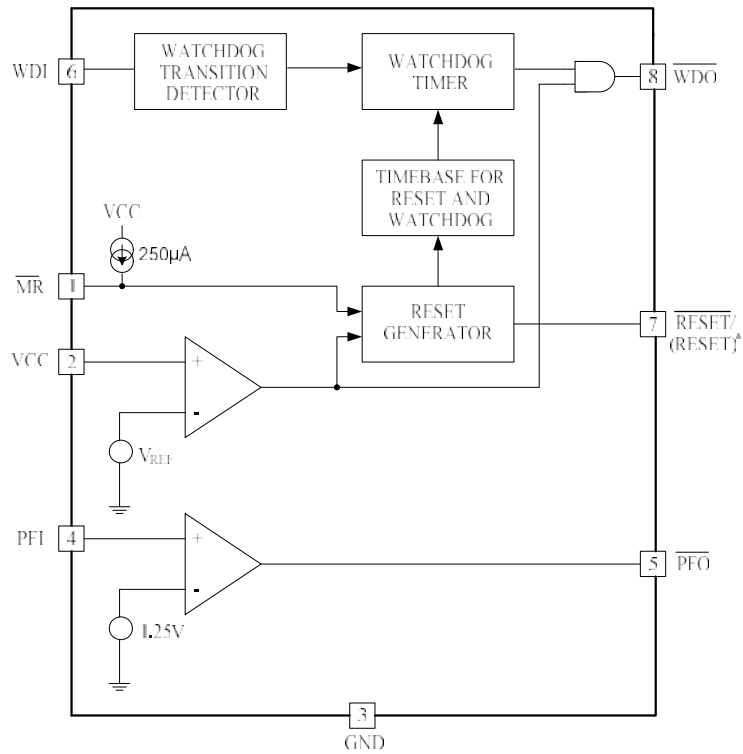 WDI 6
WATCHDOG
TRANSITION
DETECTOR
WATCHDOG
TIMER
8 WDO
TIMEBASE FOR
RESET AND
WATCHDOG
VCC
250µA
MR 1
RESET
GENERATOR
7 RESET/
(RESET)*
VCC 2
+
-
VREF
PFI 4
+
-
5 PFO
1.25V
3
GND